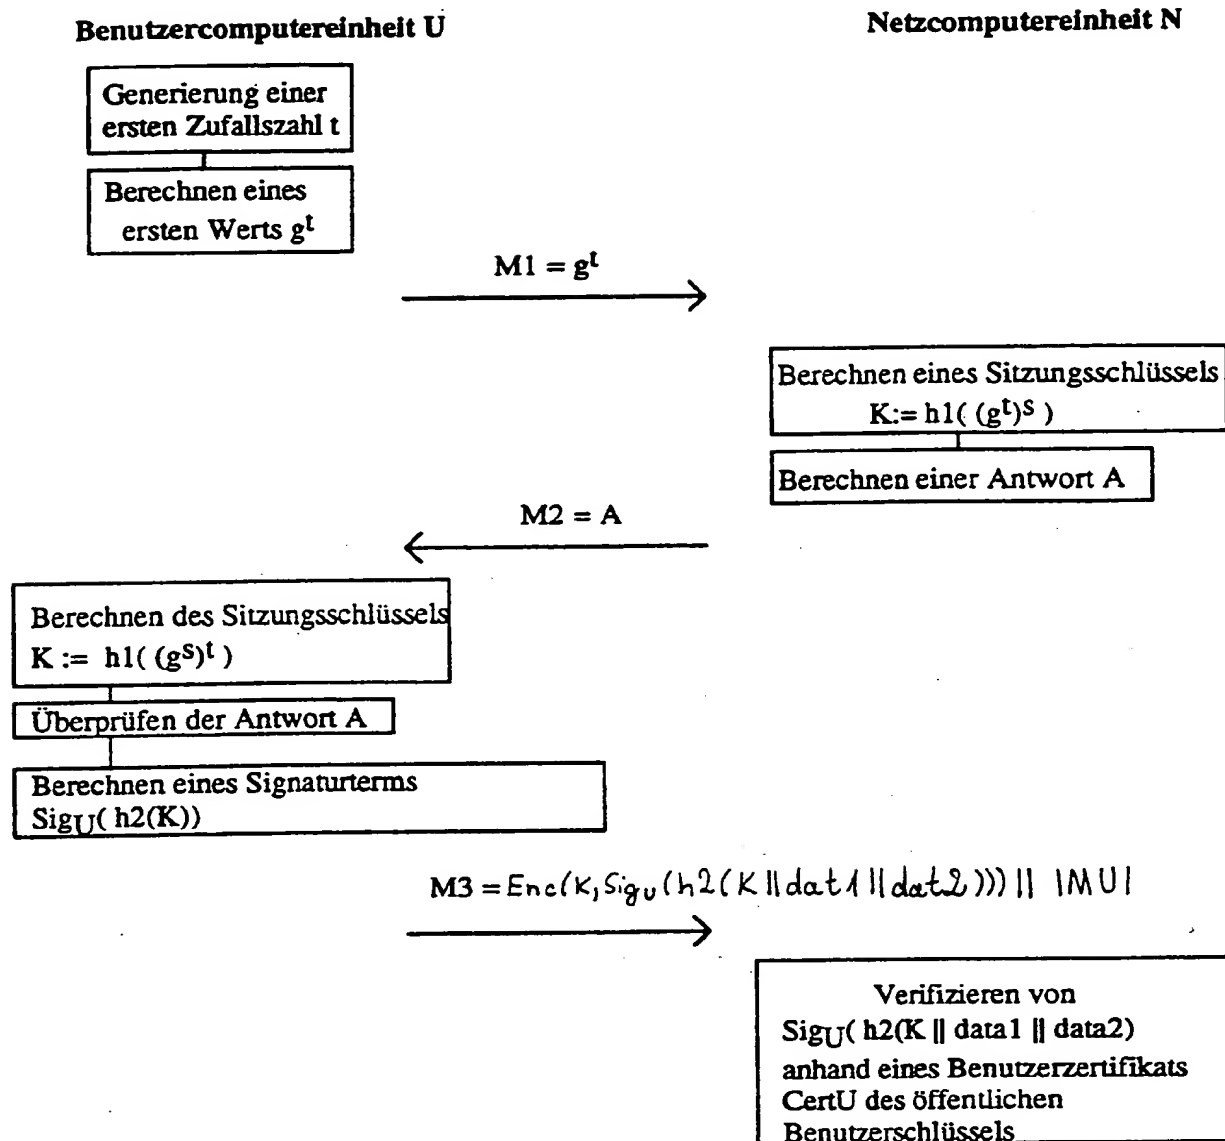 Benutzercomputereinheit U
Netzcomputereinheit N
Generierung einer
ersten Zufallszahl t
Berechnen eines
ersten Werts g^t
M1 = g^t
Berechnen eines Sitzungsschlüssels
K:= h1( (g^t)^s )
Berechnen einer Antwort A
M2 = A
Berechnen des Sitzungsschlüssels
K := h1( (g^s)^t )
Überprüfen der Antwort A
Berechnen eines Signaturterms
Sig_U( h2(K))
M3 = Enc(K, Sig_U (h2(K || dat1 || dat2))) || IMUI
Verifizieren von
Sig_U( h2(K || data1 || data2)
anhand eines Benutzerzertifikats
CertU des öffentlichen
Benutzerschlüssels